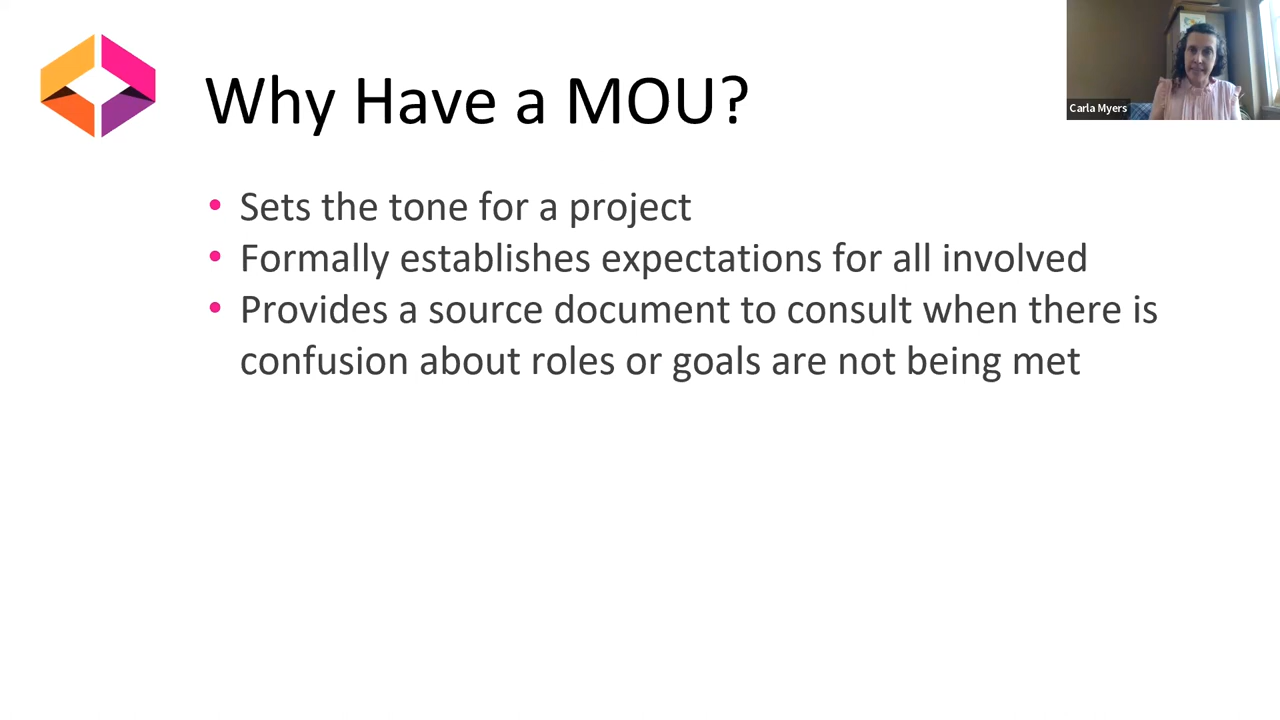 Why Have a MOU?
Carla Myers
• Sets the tone for a project
• Formally establishes expectations for all involved
• Provides a source document to consult when there is
confusion about roles or goals are not being met